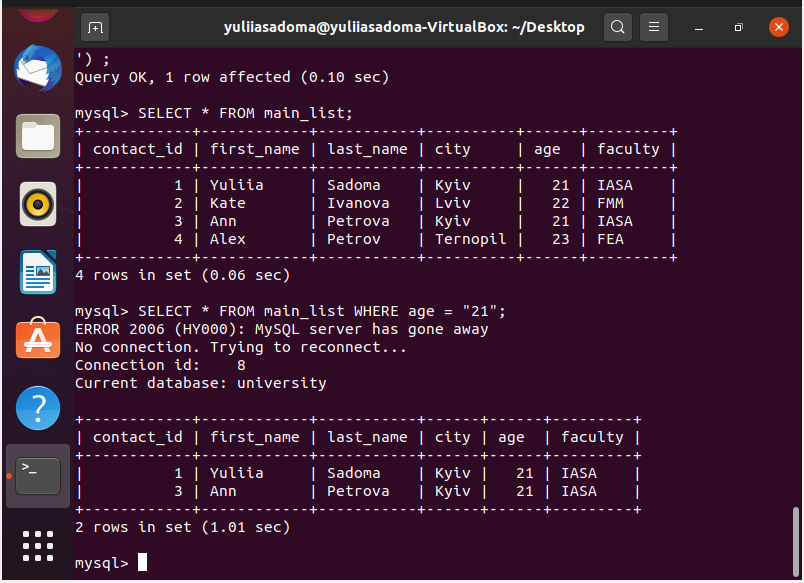 yuliiasadoma@yuliiasadoma-VirtualBox: ~/Desktop
') ;
Query OK, 1 row affected (0.10 sec)
mysql> SELECT * FROM main_list;
+------------+------------+-----------+----------+------+---------+
| contact_id | first_name | last_name | city     | age  | faculty |
+------------+------------+-----------+----------+------+---------+
|          1 | Yuliia     | Sadoma    | Kyiv     |   21 | IASA    |
|          2 | Kate       | Ivanova   | Lviv     |   22 | FMM     |
|          3 | Ann        | Petrova   | Kyiv     |   21 | IASA    |
|          4 | Alex       | Petrov    | Ternopil |   23 | FEA     |
+------------+------------+-----------+----------+------+---------+
4 rows in set (0.06 sec)
mysql> SELECT * FROM main_list WHERE age = "21";
ERROR 2006 (HY000): MySQL server has gone away
No connection. Trying to reconnect...
Connection id:    8
Current database: university
+------------+------------+-----------+------+------+---------+
| contact_id | first_name | last_name | city | age  | faculty |
+------------+------------+-----------+------+------+---------+
|          1 | Yuliia     | Sadoma    | Kyiv |   21 | IASA    |
|          3 | Ann        | Petrova   | Kyiv |   21 | IASA    |
+------------+------------+-----------+------+------+---------+
2 rows in set (1.01 sec)
mysql>